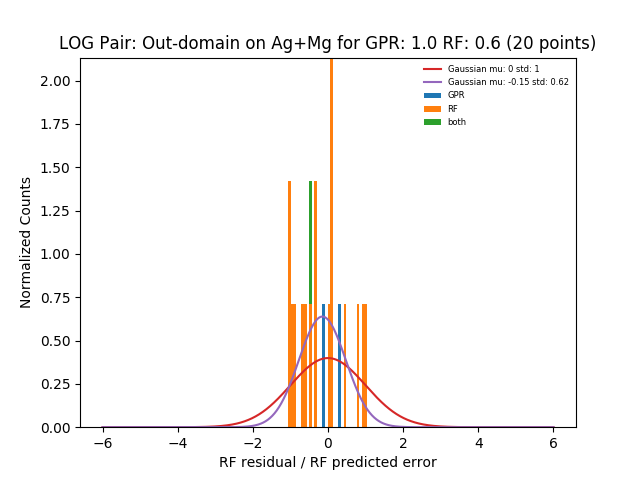 LOG Pair: Out-domain on Ag+Mg for GPR: 1.0 RF: 0.6 (20 points)
Gaussian mu: 0 std: 1
Gaussian mu: -0.15 std: 0.62
GPR
RF
both
Normalized Counts
2.00
1.75
1.50
1.25
1.00
0.75
0.50
0.25
0.00
−6 −4 −2 0 2 4 6
RF residual / RF predicted error